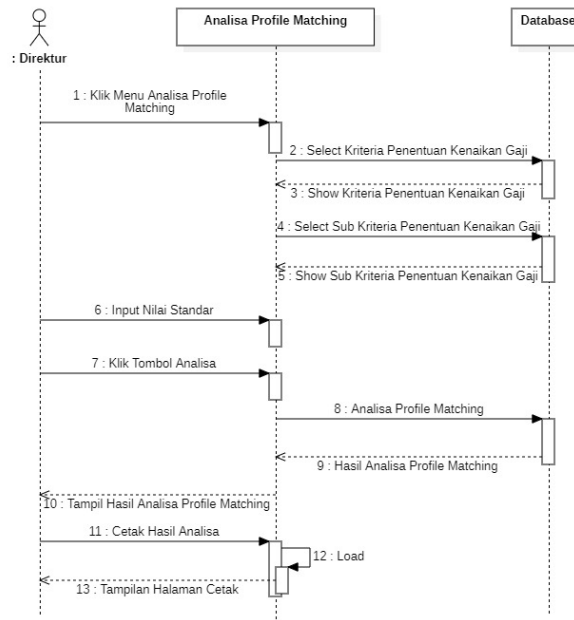 Analisa Profile Matching
Database
: Direktur
1 : Klik Menu Analisa Profile
Matching
2 : Select Kriteria Penentuan Kenaikan Gaji
3 : Show Kriteria Penentuan Kenaikan Gaji
4 : Select Sub Kriteria Penentuan Kenaikan Gaji
5 : Show Sub Kriteria Penentuan Kenaikan Gaji
6 : Input Nilai Standar
7 : Klik Tombol Analisa
8 : Analisa Profile Matching
9 : Hasil Analisa Profile Matching
10 : Tampil Hasil Analisa Profile Matching
11 : Cetak Hasil Analisa
12 : Load
13 : Tampilan Halaman Cetak